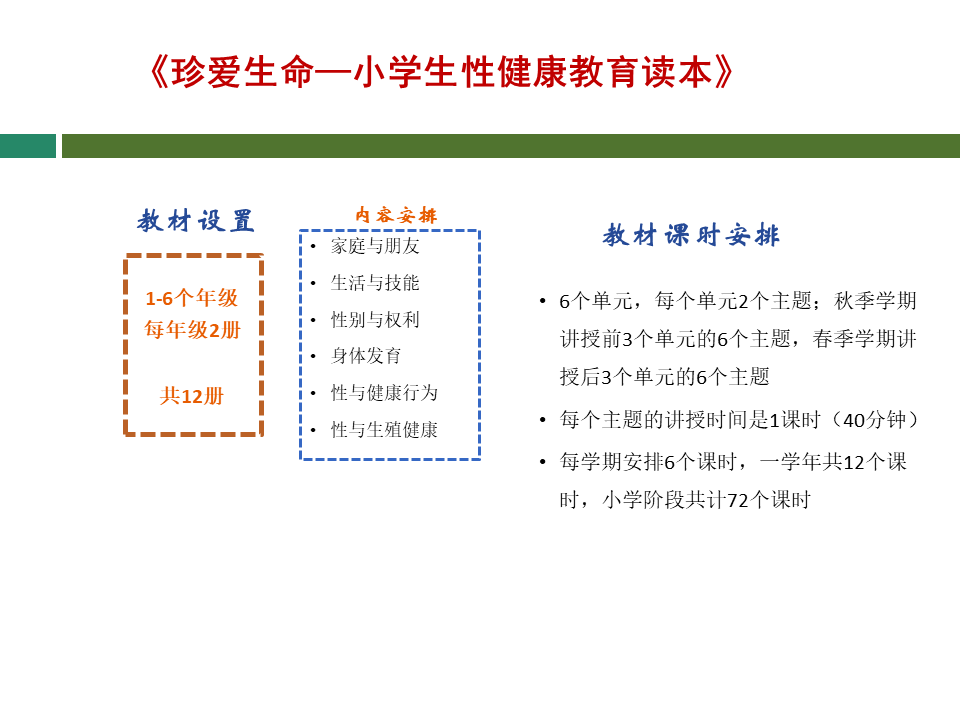 《珍爱生命—小学生性健康教育读本》
教材设置
1-6个年级
每年级2册
共12册
内容安排
• 家庭与朋友
• 生活与技能
• 性别与权利
• 身体发育
• 性与健康行为
• 性与生殖健康
教材课时安排
• 6个单元，每个单元2个主题；秋季学期
讲授前3个单元的6个主题，春季学期讲
授后3个单元的6个主题
• 每个主题的讲授时间是1课时（40分钟）
• 每学期安排6个课时，一学年共12个课
时，小学阶段共计72个课时